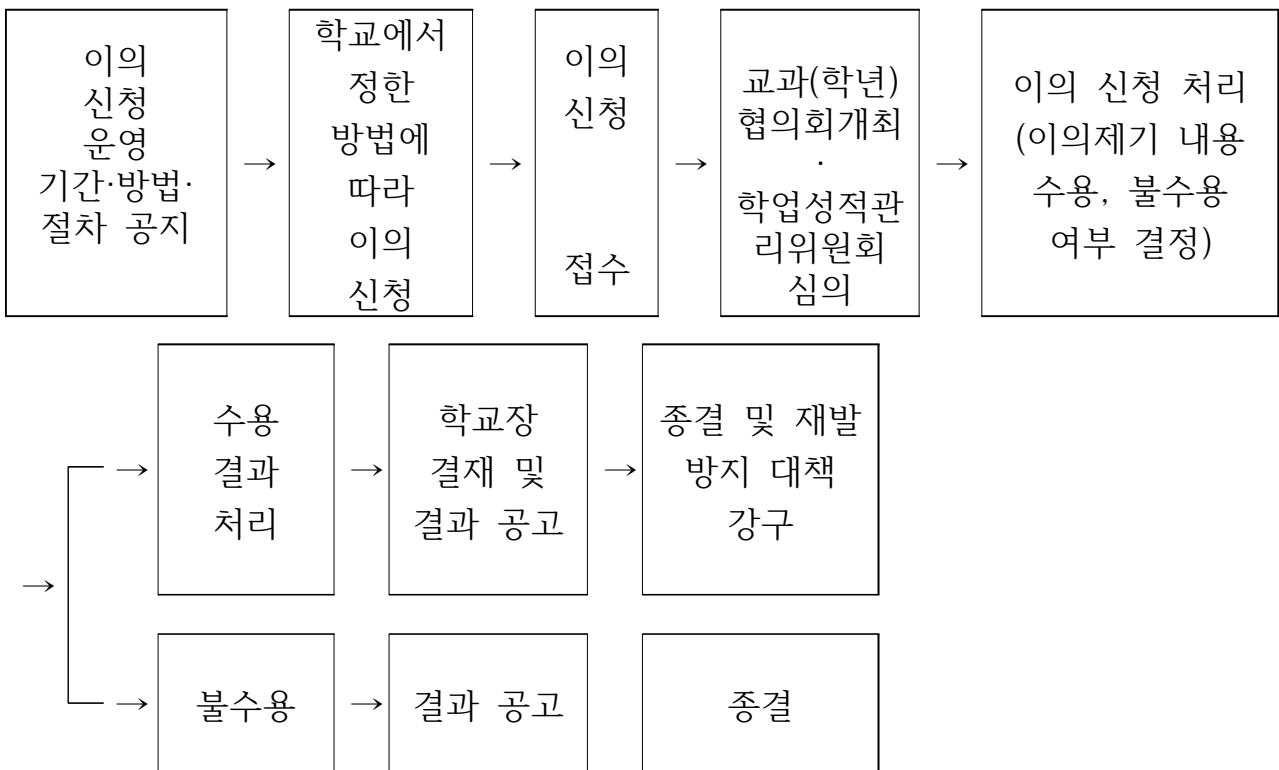 이의
신청
운영
기간·방법·
절차 공지
→
학교에서
정한
방법에
따라
이의
신청
→
이의
신청
접수
→
교과(학년)
협의회개최
·
학업성적관
리위원회
심의
→
이의 신청 처리
(이의제기 내용
수용, 불수용
여부 결정)
→
→
수용
결과
처리
→
학교장
결재 및
결과 공고
→
종결 및 재발
방지 대책
강구
→
불수용
→
결과 공고
종결